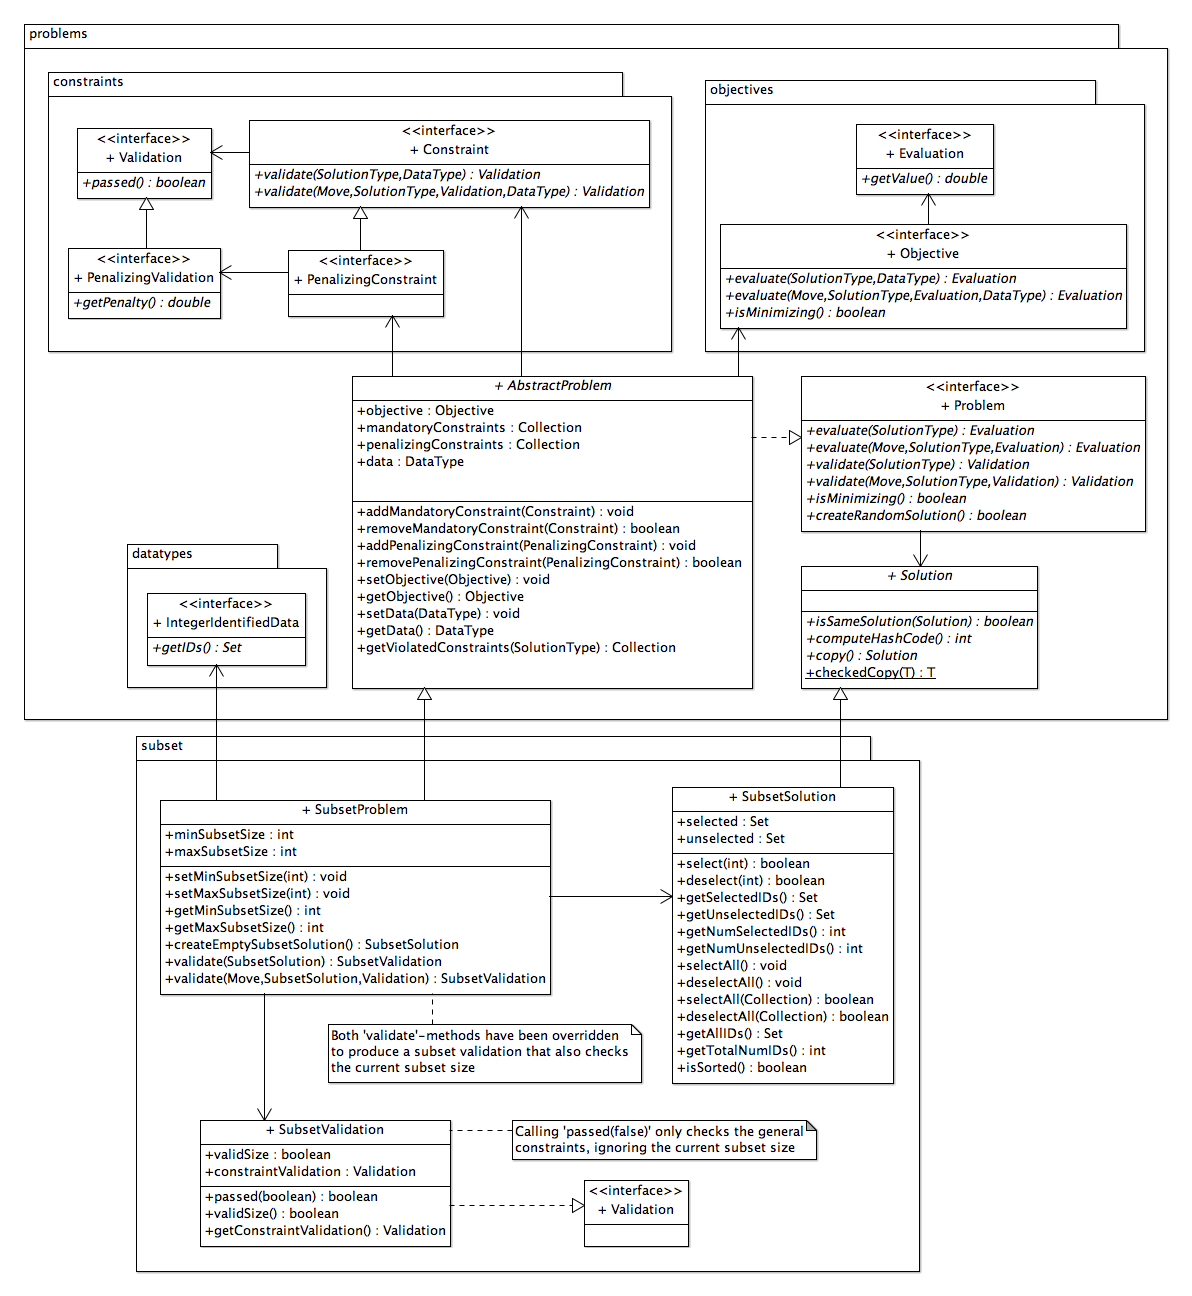 problems
constraints
<<interface>>
+ Validation
+passed() : boolean
<<interface>>
+ Constraint
+validate(SolutionType,DataType) : Validation
+validate(Move,SolutionType,Validation,DataType) : Validation
<<interface>>
+ PenalizingValidation
+getPenalty() : double
<<interface>>
+ PenalizingConstraint
objectives
<<interface>>
+ Evaluation
+getValue() : double
<<interface>>
+ Objective
+evaluate(SolutionType,DataType) : Evaluation
+evaluate(Move,SolutionType,Evaluation,DataType) : Evaluation
+isMinimizing() : boolean
+ AbstractProblem
+objective : Objective
+mandatoryConstraints : Collection
+penalizingConstraints : Collection
+data : DataType
+addMandatoryConstraint(Constraint) : void
+removeMandatoryConstraint(Constraint) : boolean
+addPenalizingConstraint(PenalizingConstraint) : void
+removePenalizingConstraint(PenalizingConstraint) : boolean
+setObjective(Objective) : void
+getObjective() : Objective
+setData(DataType) : void
+getData() : DataType
+getViolatedConstraints(SolutionType) : Collection
<<interface>>
+ Problem
+evaluate(SolutionType) : Evaluation
+evaluate(Move,SolutionType,Evaluation) : Evaluation
+validate(SolutionType) : Validation
+validate(Move,SolutionType,Validation) : Validation
+isMinimizing() : boolean
+createRandomSolution() : boolean
datatypes
<<interface>>
+ IntegerIdentifiedData
+getIDs() : Set
+ Solution
+isSameSolution(Solution) : boolean
+computeHashCode() : int
+copy() : Solution
+checkedCopy(T) : T
subset
+ SubsetProblem
+minSubsetSize : int
+maxSubsetSize : int
+setMinSubsetSize(int) : void
+setMaxSubsetSize(int) : void
+getMinSubsetSize() : int
+getMaxSubsetSize() : int
+createEmptySubsetSolution() : SubsetSolution
+validate(SubsetSolution) : SubsetValidation
+validate(Move,SubsetSolution,Validation) : SubsetValidation
+ SubsetSolution
+selected : Set
+unselected : Set
+select(int) : boolean
+deselect(int) : boolean
+getSelectedIDs() : Set
+getUnselectedIDs() : Set
+getNumSelectedIDs() : int
+getNumUnselectedIDs() : int
+selectAll() : void
+deselectAll() : void
+selectAll(Collection) : boolean
+deselectAll(Collection) : boolean
+getAllIDs() : Set
+getTotalNumIDs() : int
+isSorted() : boolean
Both 'validate'-methods have been overridden
to produce a subset validation that also checks
the current subset size
+ SubsetValidation
+validSize : boolean
+constraintValidation : Validation
+passed(boolean) : boolean
+validSize() : boolean
+getConstraintValidation() : Validation
Calling 'passed(false)' only checks the general
constraints, ignoring the current subset size
<<interface>>
+ Validation